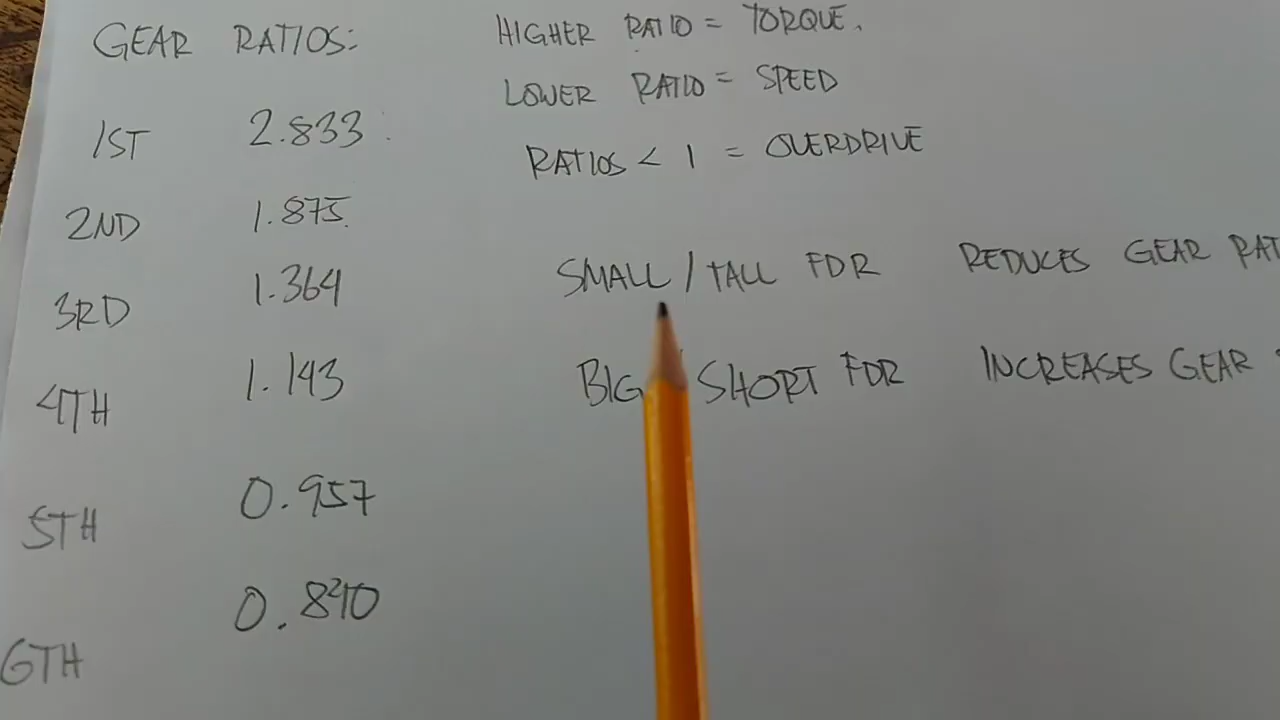 GEAR RATIOS:
1ST 2.833
2ND 1.875
3RD 1.364
4TH 1.143
5TH 0.957
6TH 0.840
HIGHER RATIO = TORQUE.
LOWER RATIO = SPEED
RATIOS < 1 = OVERDRIVE
SMALL / TALL FDR REDUCES GEAR RAT
BIG / SHORT FDR INCREASES GEAR